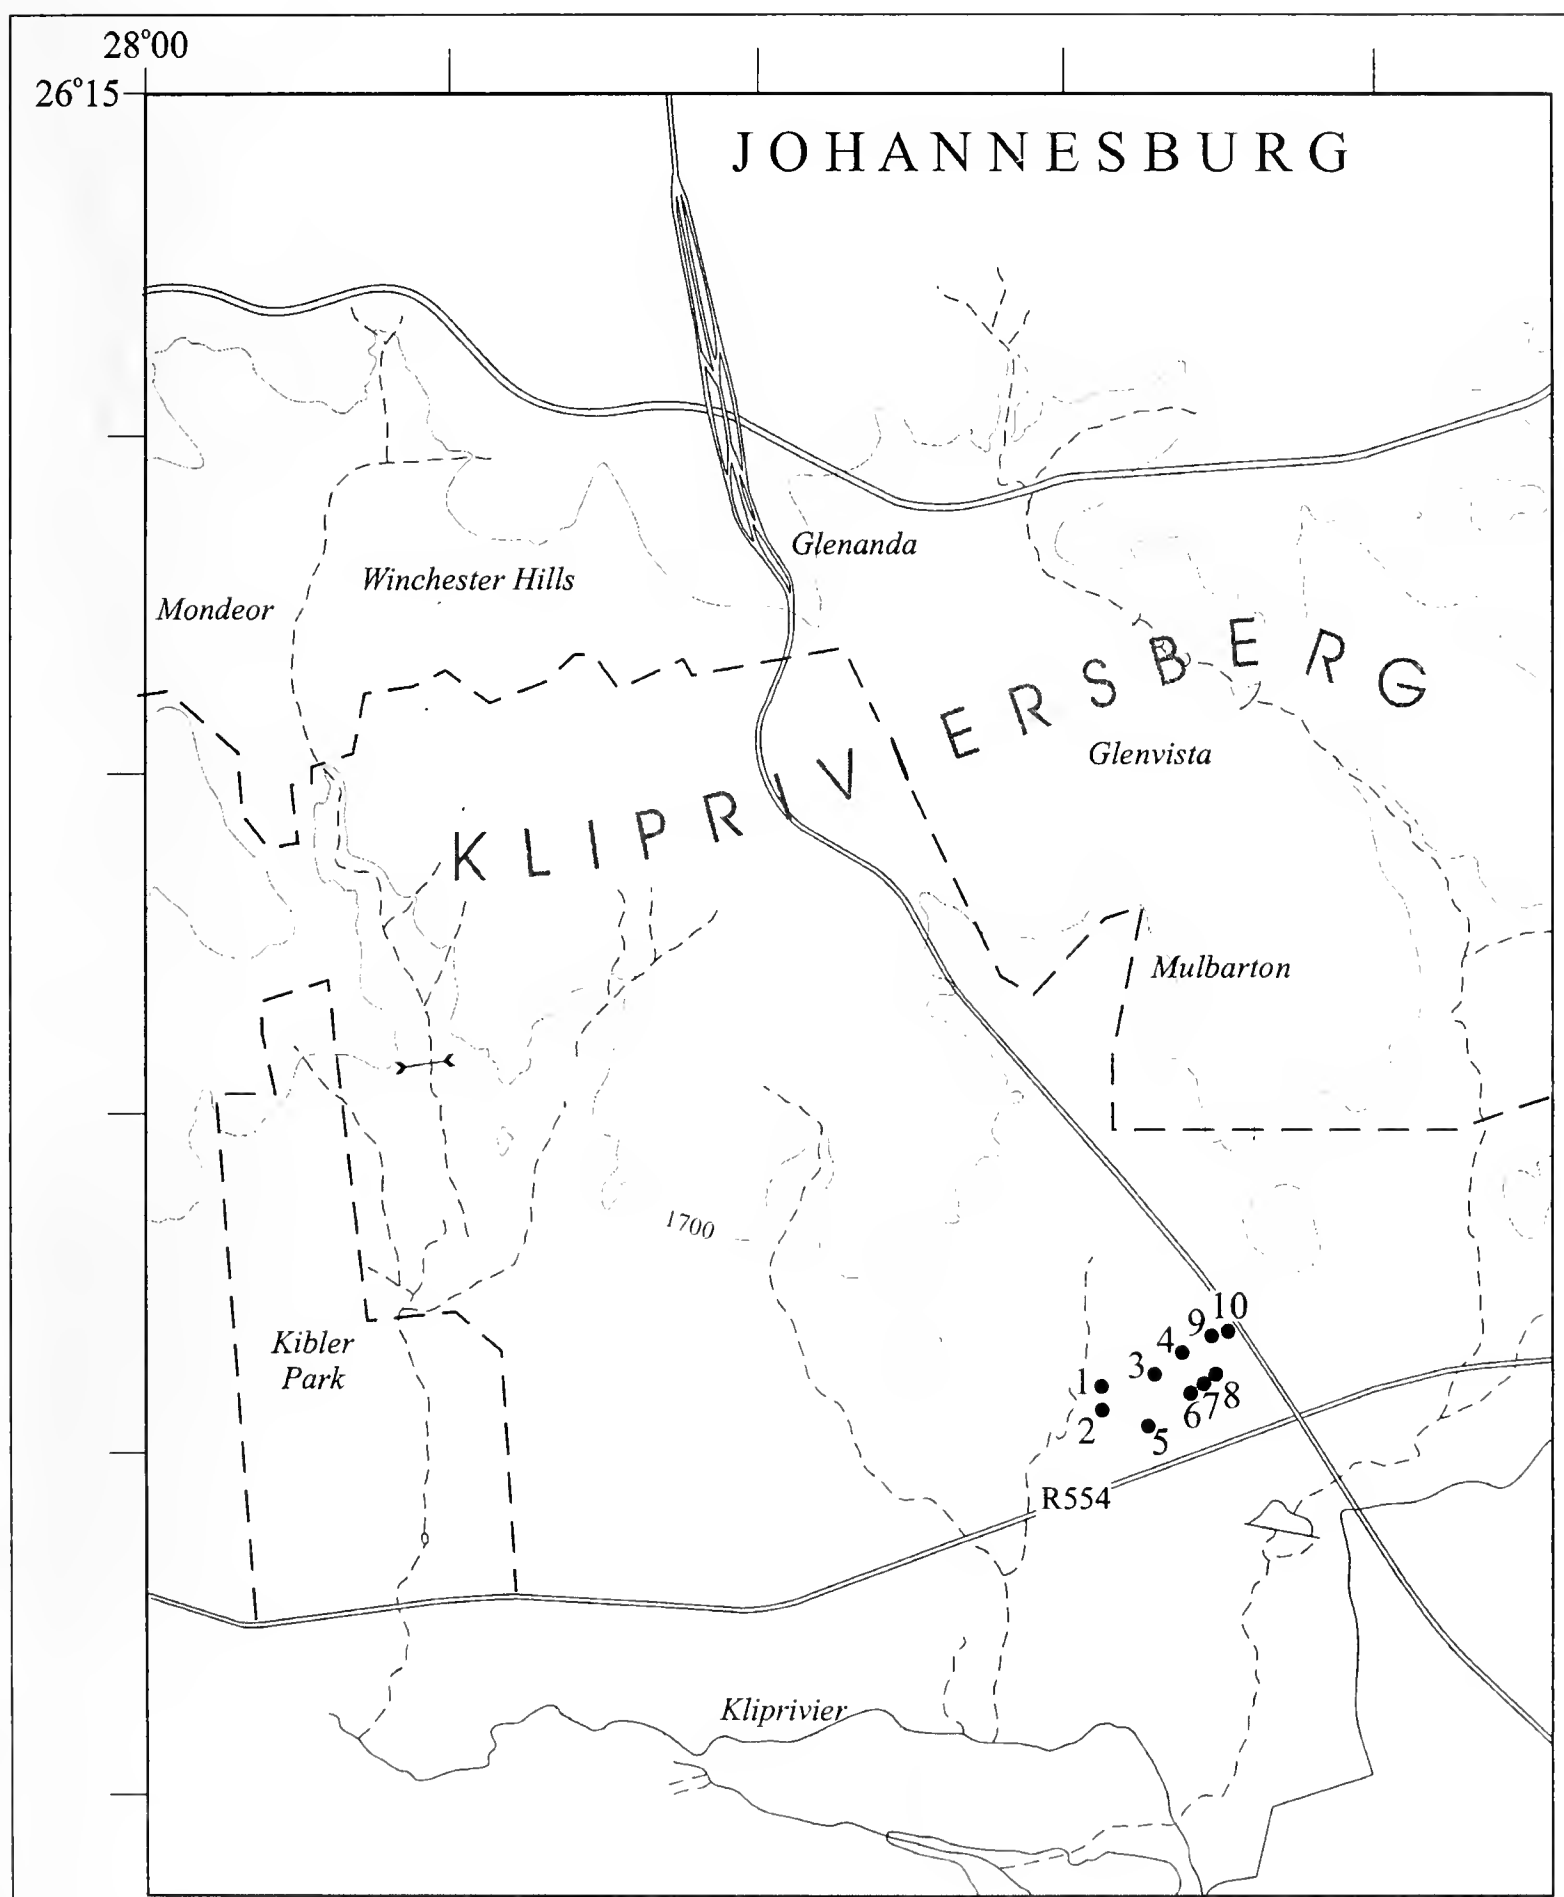 28°00
26°15
JOHANNESBURG
Glenanda
Winchester Hills
Mondeor
KLIPRIVERSBERG
Glenvista
Mulbarton
1700
10
9
4
3
1
2
6
7
8
5
Kibler
Park
R554
Kliprivier